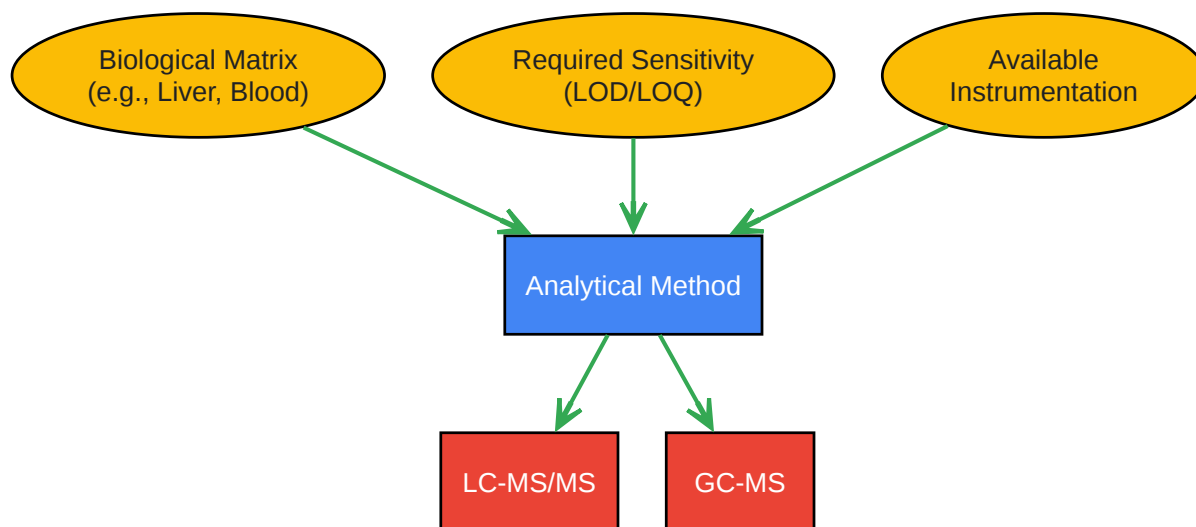 Biological Matrix
(e.g., Liver, Blood)
Required Sensitivity
(LOD/LOQ)
Available
Instrumentation
Analytical Method
LC-MS/MS
GC-MS